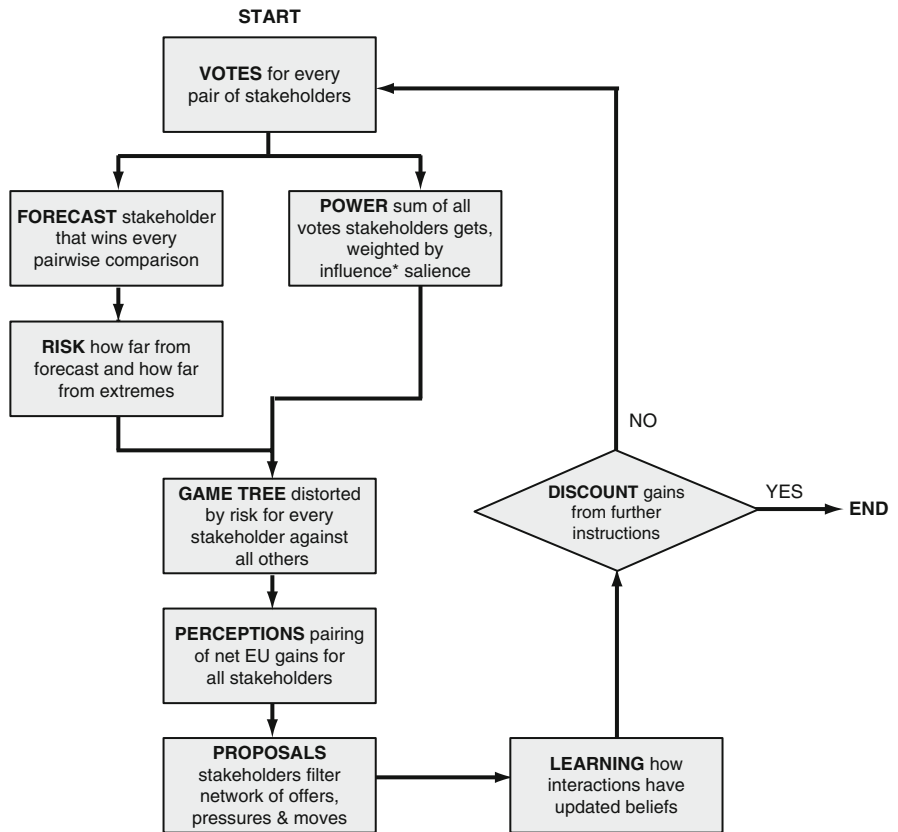 START
VOTES for every
pair of stakeholders
FORECAST stakeholder
that wins every
pairwise comparison
POWER sum of all
votes stakeholders gets,
weighted by
influence* salience
RISK how far from
forecast and how far
from extremes
GAME TREE distorted
by risk for every
stakeholder against
all others
PERCEPTIONS pairing
of net EU gains for
all stakeholders
PROPOSALS
stakeholders filter
network of offers,
pressures & moves
LEARNING how
interactions have
updated beliefs
DISCOUNT gains
from further
instructions
NO
YES
END